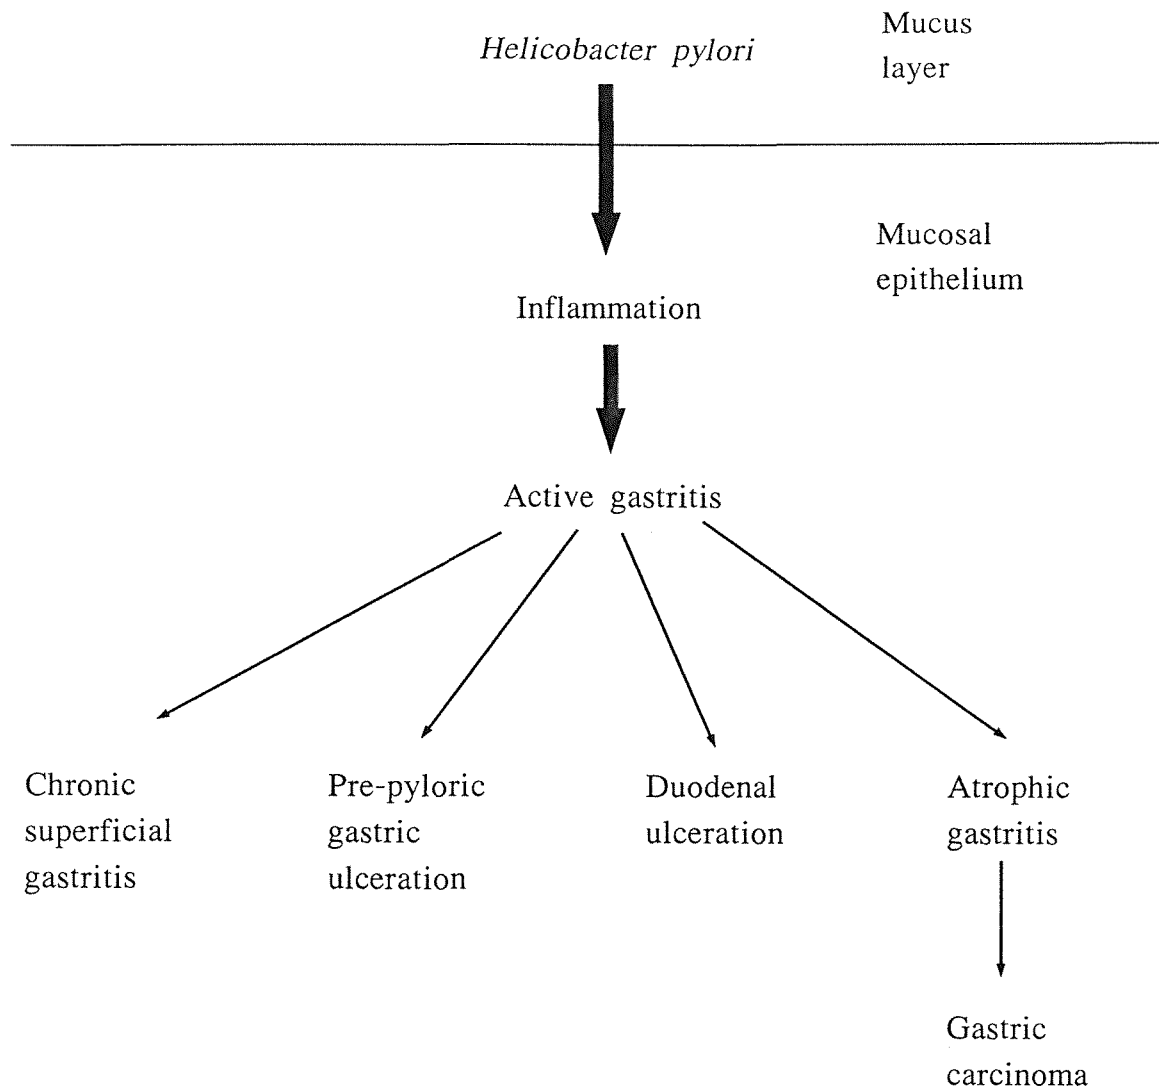 Mucus
layer
Helicobacter pylori
Mucosal
epithelium
Inflammation
Active gastritis
Chronic
superficial
gastritis
Pre-pyloric
gastric
ulceration
Duodenal
ulceration
Atrophic
gastritis
Gastric
carcinoma